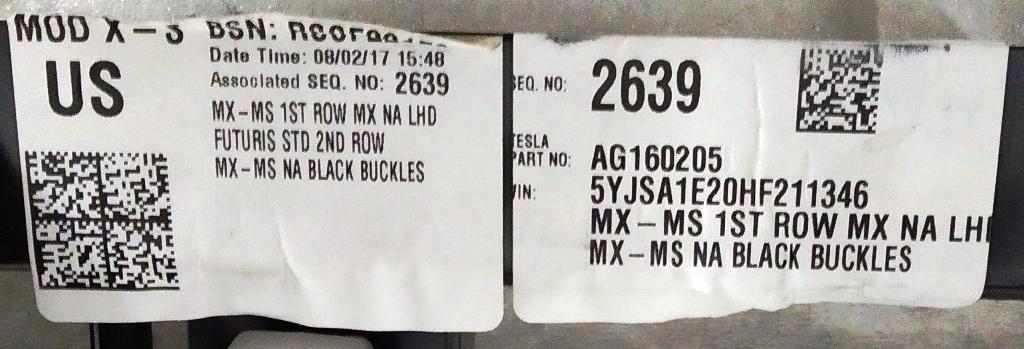 MOD X-3 BSN:
US
Date Time: 08/02/17 15:48
Associated SEQ. NO: 2639
MX-MS 1ST ROW MX NA LHD
FUTURIS STD 2ND ROW
MX-MS NA BLACK BUCKLES
SEQ. NO: 2639
TESLA
PART NO: AG160205
VIN: 5YJSA1E20HF211346
MX-MS 1ST ROW MX NA LH
MX-MS NA BLACK BUCKLES